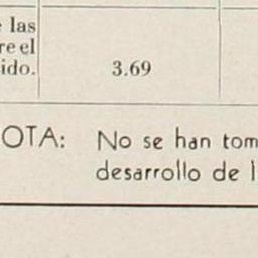 las
re el
ido. 3.69
OTA: No se han tom
desarrollo de l